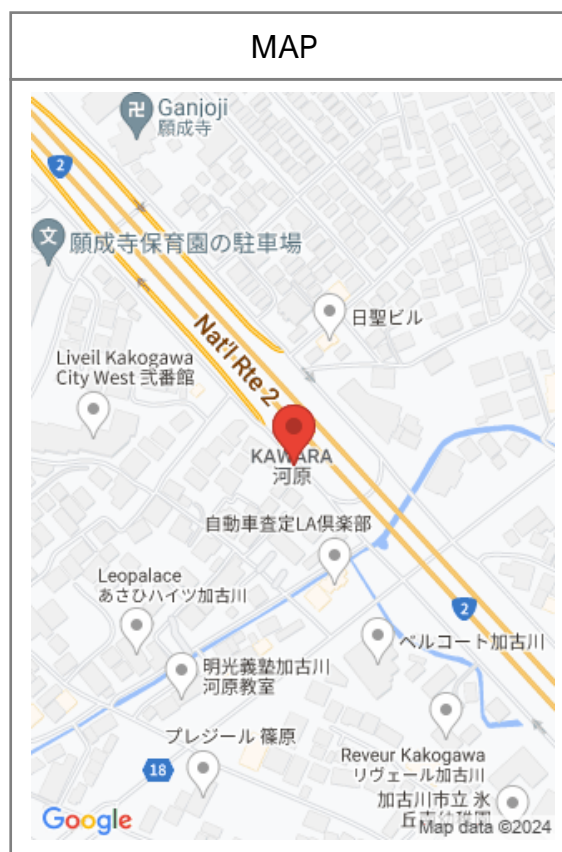 MAP
卍
Ganjoji
願成寺
2
文
願成寺保育園の駐車場
日聖ビル
Nat'l Rte 2
Liveil Kakogawa
City West 弐番館
KAWARA
河原
自動車査定LA倶楽部
Leopalace
あさひハイツ加古川
2
ベルコート加古川
明光義塾加古川
河原教室
プレジール 篠原
18
Reveur Kakogawa
リヴェール加古川
加古川市立 氷
Google
Map data ©2024